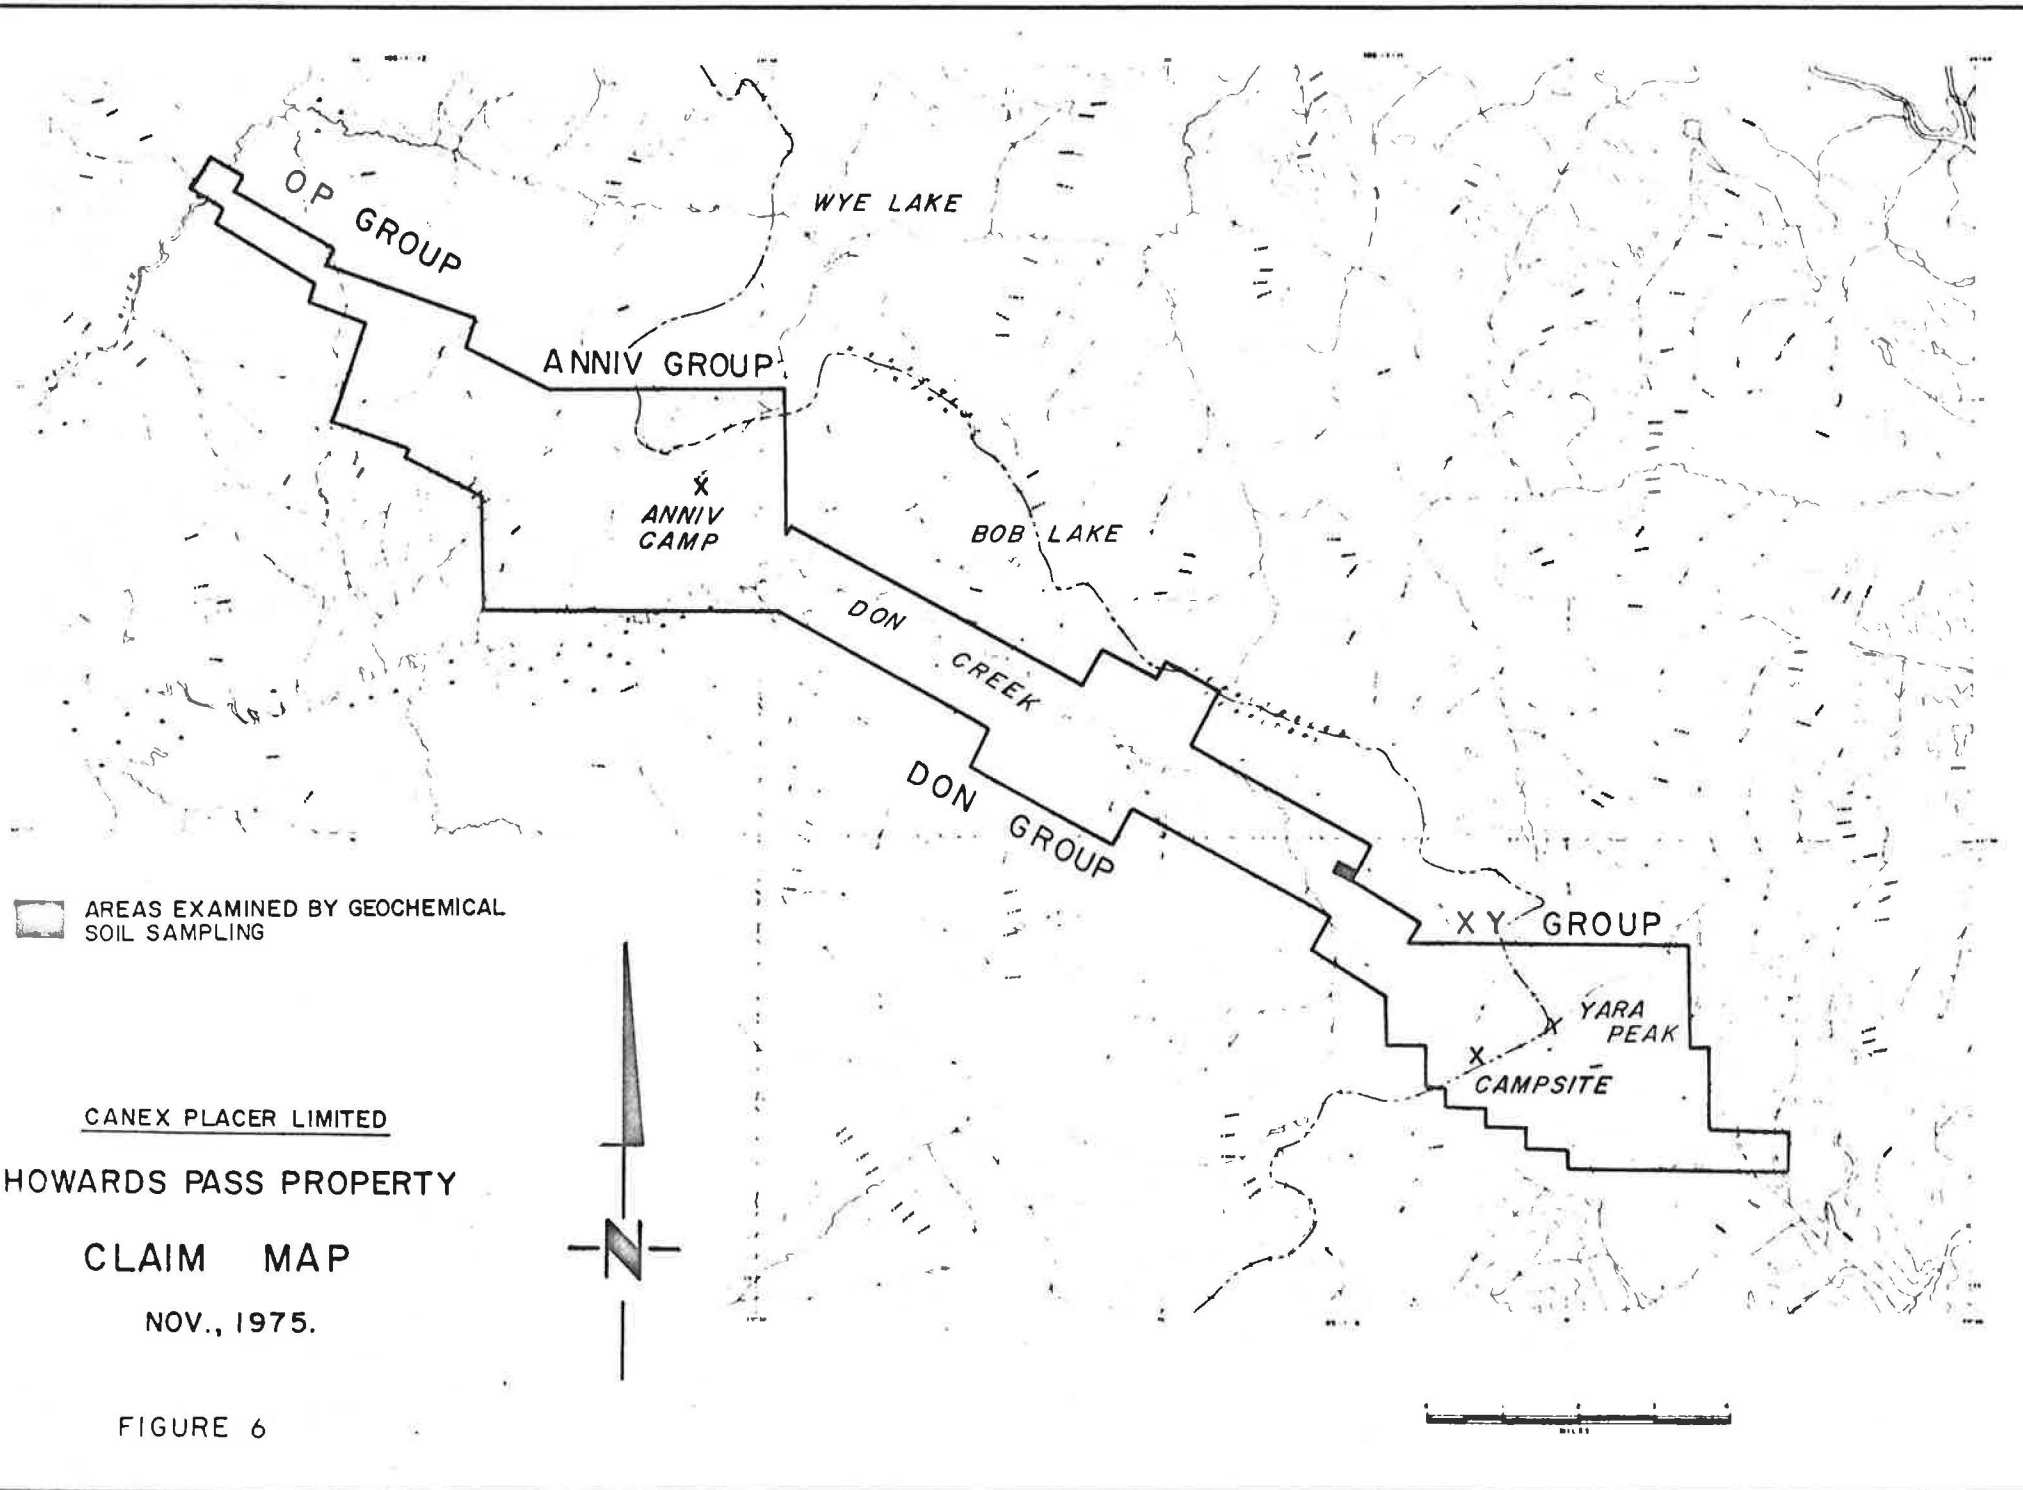 OP GROUP
WYE LAKE
ANNIV GROUP
ANNIV
CAMP
BOB LAKE
DON
CREEK
DON GROUP
XY GROUP
YARA
PEAK
CAMPSITE
AREAS EXAMINED BY GEOCHEMICAL
SOIL SAMPLING
CANEX PLACER LIMITED
HOWARDS PASS PROPERTY
CLAIM MAP
NOV., 1975.
N
FIGURE 6
MILES